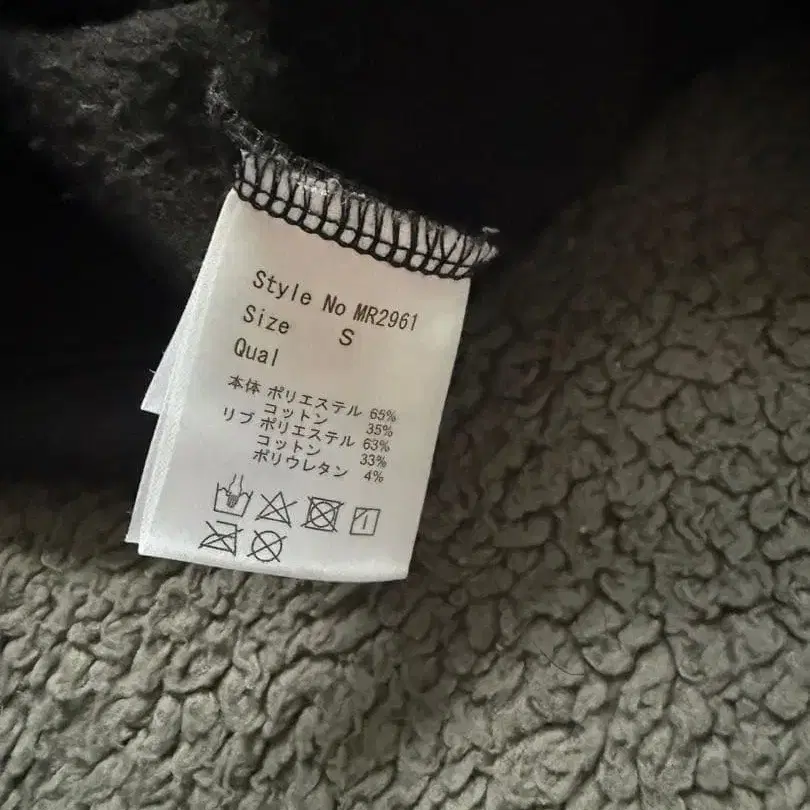 Style No MR2961
Size S
Qual
本体 ポリエステル 65%
コットン 35%
リブ ポリエステル 63%
コットン 33%
ポリウレタン 4%